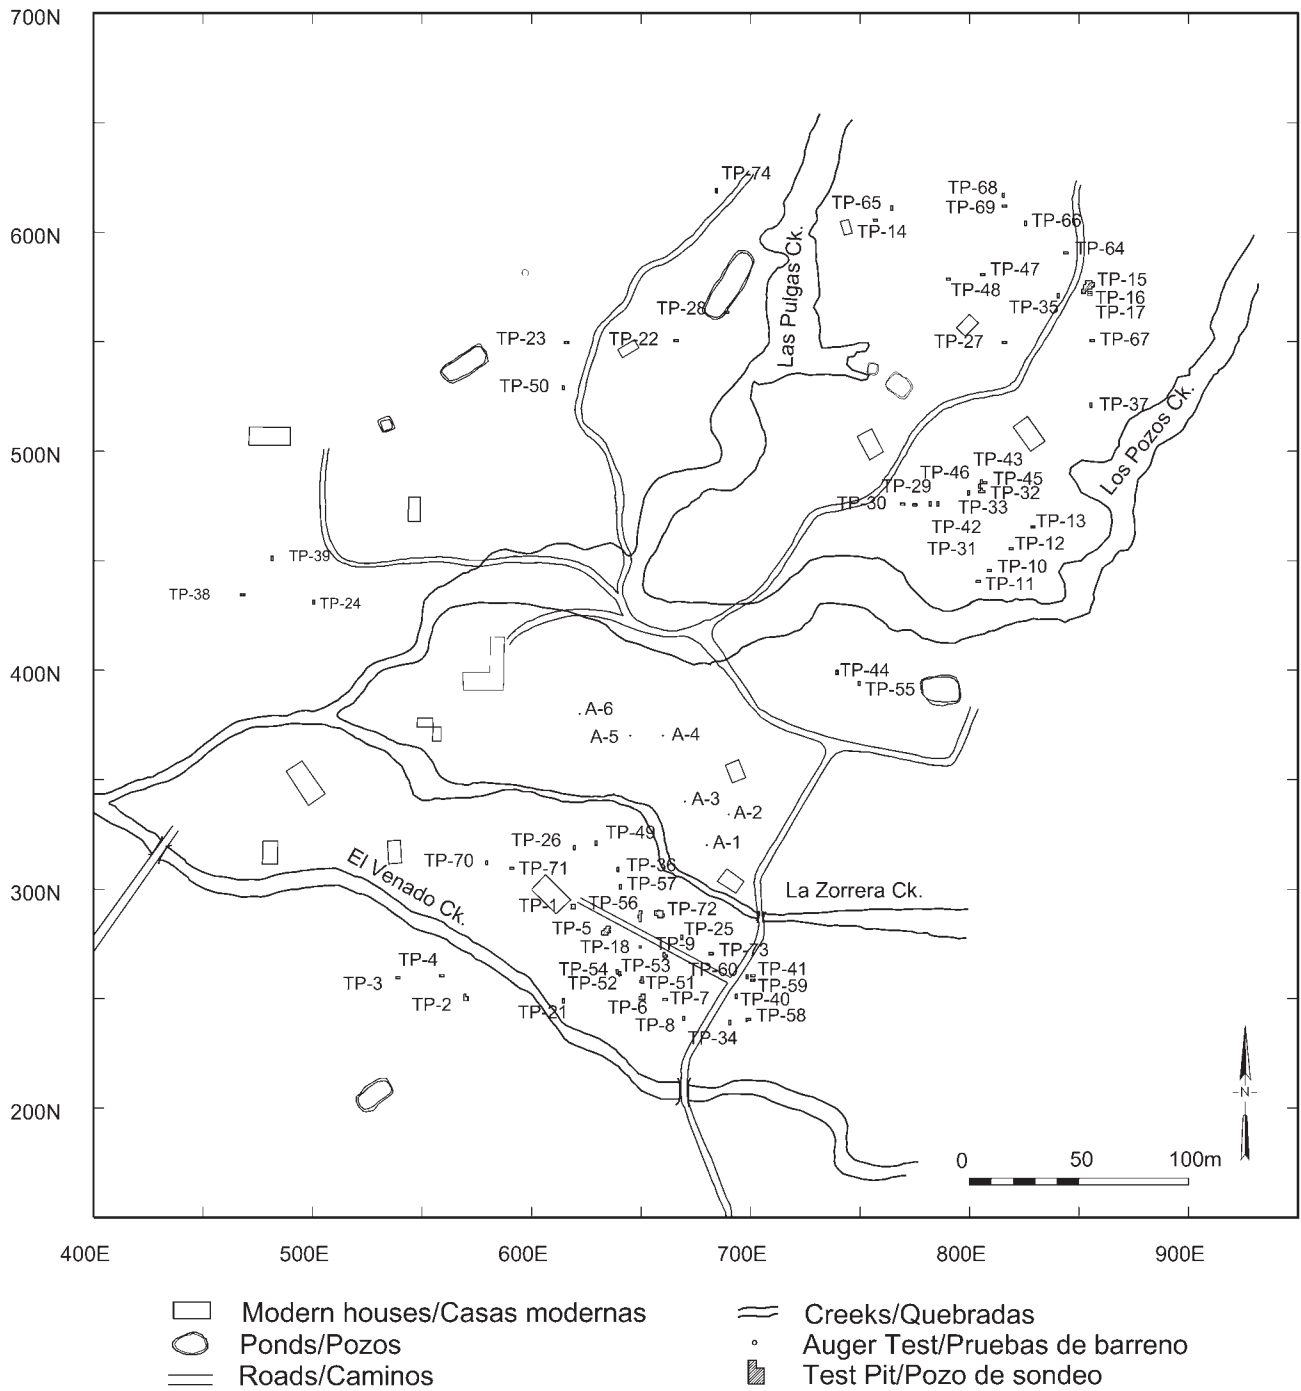 700N
TP-74
TP-68
TP-65
TP-69
TP-66
600N
TP-14
TP-64
Las Pulgas Ck.
TP-47
TP-15
TP-48
TP-16
TP-35
TP-28
TP-17
TP-23
TP-22
TP-27
TP-67
TP-50
TP-37
Los Pozos Ck.
500N
TP-43
TP-46
TP-45
TP-29
TP-32
TP-30
TP-33
TP-13
TP-42
TP-12
TP-31
TP-39
TP-10
TP-38
TP-11
TP-24
400N
TP-44
TP-55
A-6
A-5
A-4
A-3
A-2
TP-49
TP-26
A-1
El Venado Ck.
TP-70
TP-71
TP-36
300N
TP-57
La Zorrera Ck.
TP-1
TP-56
TP-72
TP-5
TP-25
TP-18
TP-9
TP-73
TP-4
TP-54
TP-53
TP-60
TP-41
TP-3
TP-52
TP-51
TP-59
TP-2
TP-21
TP-6
TP-7
TP-40
TP-8
TP-58
TP-34
N
200N
0 50 100m
400E 500E 600E 700E 800E 900E
Modern houses/Casas modernas
Creeks/Quebradas
Ponds/Pozos
Auger Test/Pruebas de barreno
Roads/Caminos
Test Pit/Pozo de sondeo